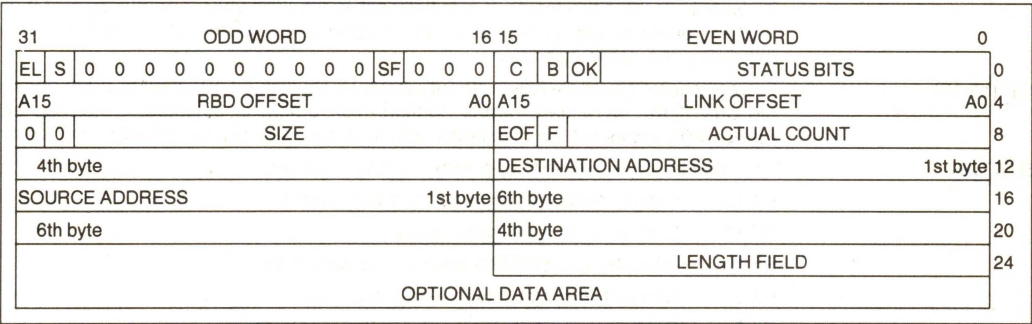 31 ODD WORD 16 15 EVEN WORD 0
EL S 0 0 0 0 0 0 0 0 0 0 SF 0 0 0 C B OK STATUS BITS 0
A15 RBD OFFSET A0 A15 LINK OFFSET A0 4
0 0 SIZE EOF F ACTUAL COUNT 8
4th byte DESTINATION ADDRESS 1st byte 12
SOURCE ADDRESS 1st byte 6th byte 16
6th byte 4th byte 20
LENGTH FIELD 24
OPTIONAL DATA AREA